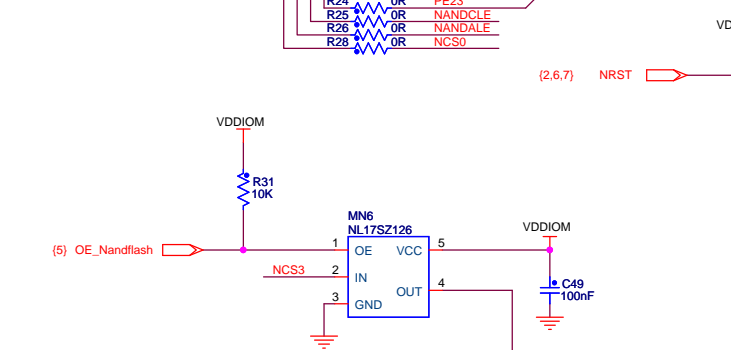 R24 0R PE23
R25 0R NANDCLE
R26 0R NANDALE
R28 0R NCS0
VD
{2,6,7} NRST
VDDIOM
R31
10K
MN6
NL17SZ126
VDDIOM
{5} OE_Nandflash
1 OE VCC 5
NCS3 2 IN
OUT 4
3 GND
C49
100nF